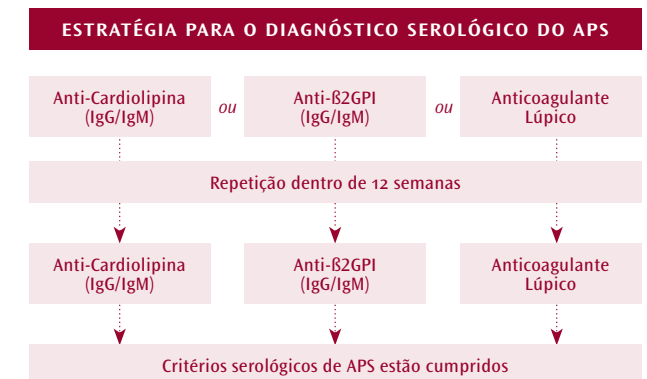 ESTRATÉGIA PARA O DIAGNÓSTICO SEROLÓGICO DO APS
Anti-Cardiolipina
(IgG/IgM)
ou
Anti-ß2GPI
(IgG/IgM)
ou
Anticoagulante
Lúpico
Repetição dentro de 12 semanas
Anti-Cardiolipina
(IgG/IgM)
Anti-ß2GPI
(IgG/IgM)
Anticoagulante
Lúpico
Critérios serológicos de APS estão cumpridos